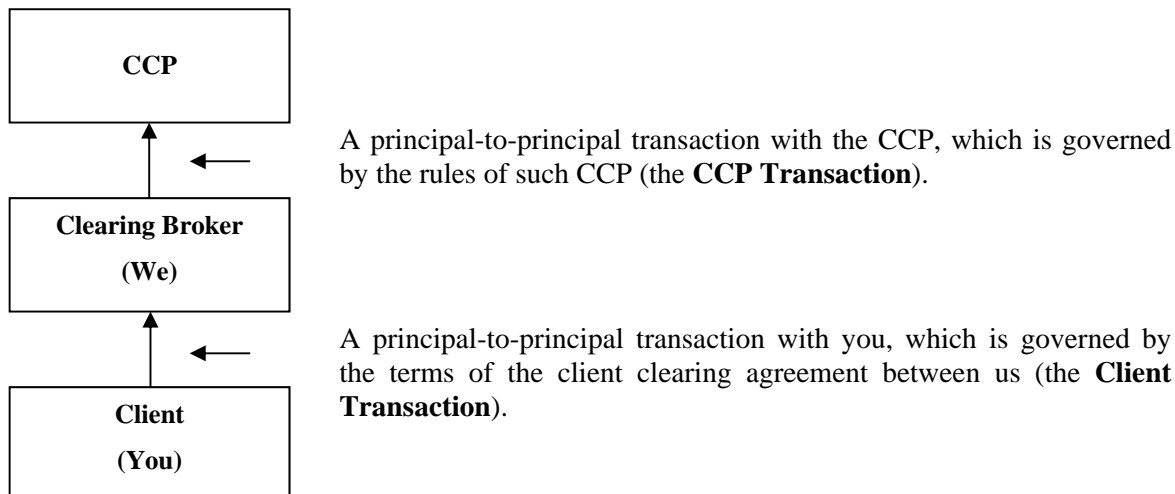 CCP
A principal-to-principal transaction with the CCP, which is governed
by the rules of such CCP (the CCP Transaction).
Clearing Broker
(We)
A principal-to-principal transaction with you, which is governed by
the terms of the client clearing agreement between us (the Client
Transaction).
Client
(You)